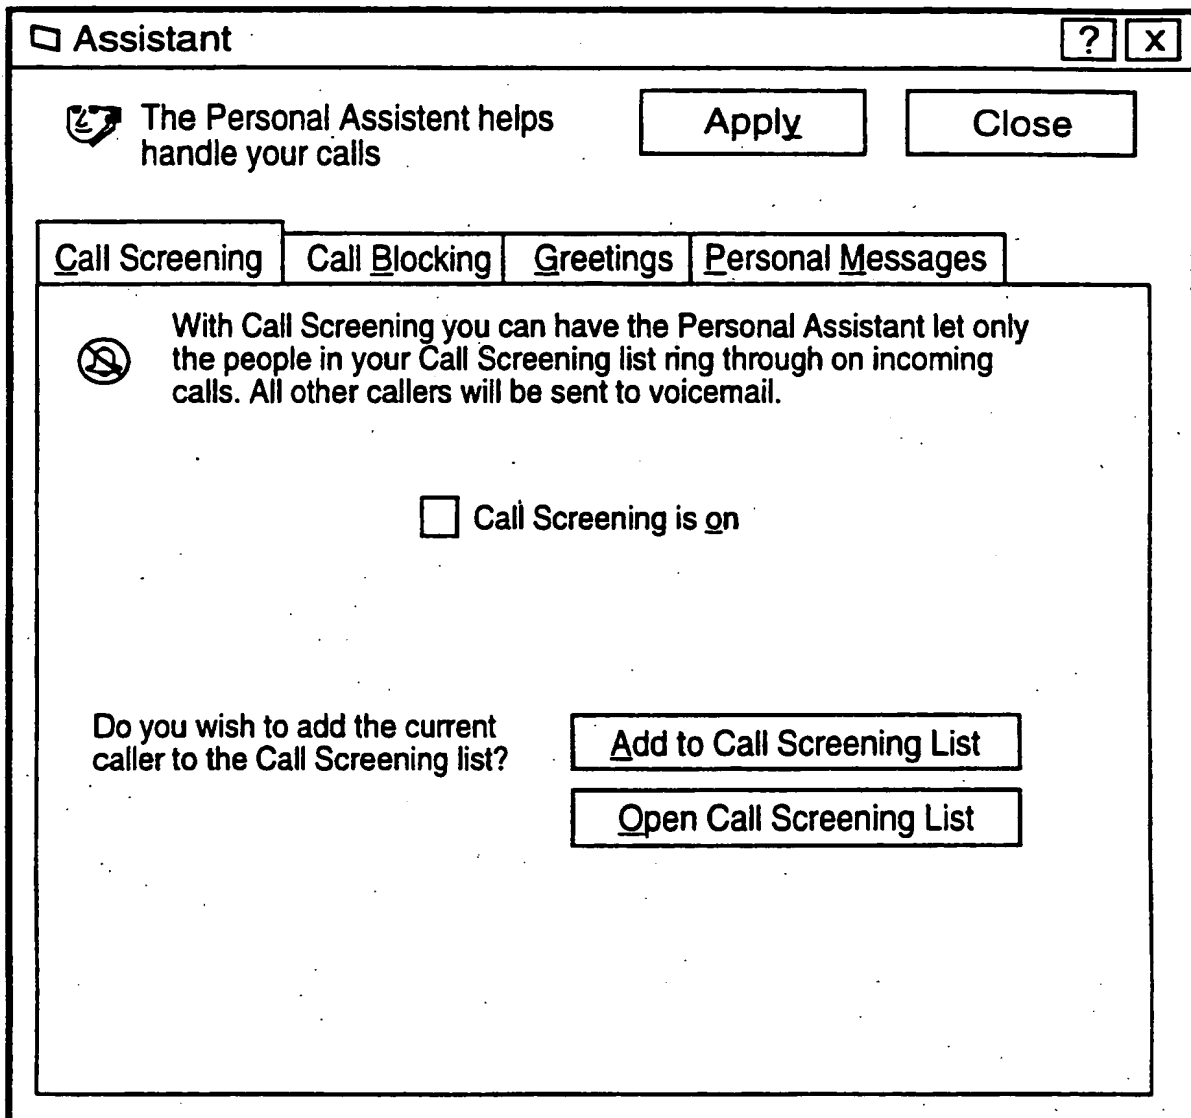 Assistant
? X
The Personal Assistent helps
handle your calls
Apply
Close
Call Screening
Call Blocking
Greetings
Personal Messages
With Call Screening you can have the Personal Assistant let only
the people in your Call Screening list ring through on incoming
calls. All other callers will be sent to voicemail.
Call Screening is on
Do you wish to add the current
caller to the Call Screening list?
Add to Call Screening List
Open Call Screening List